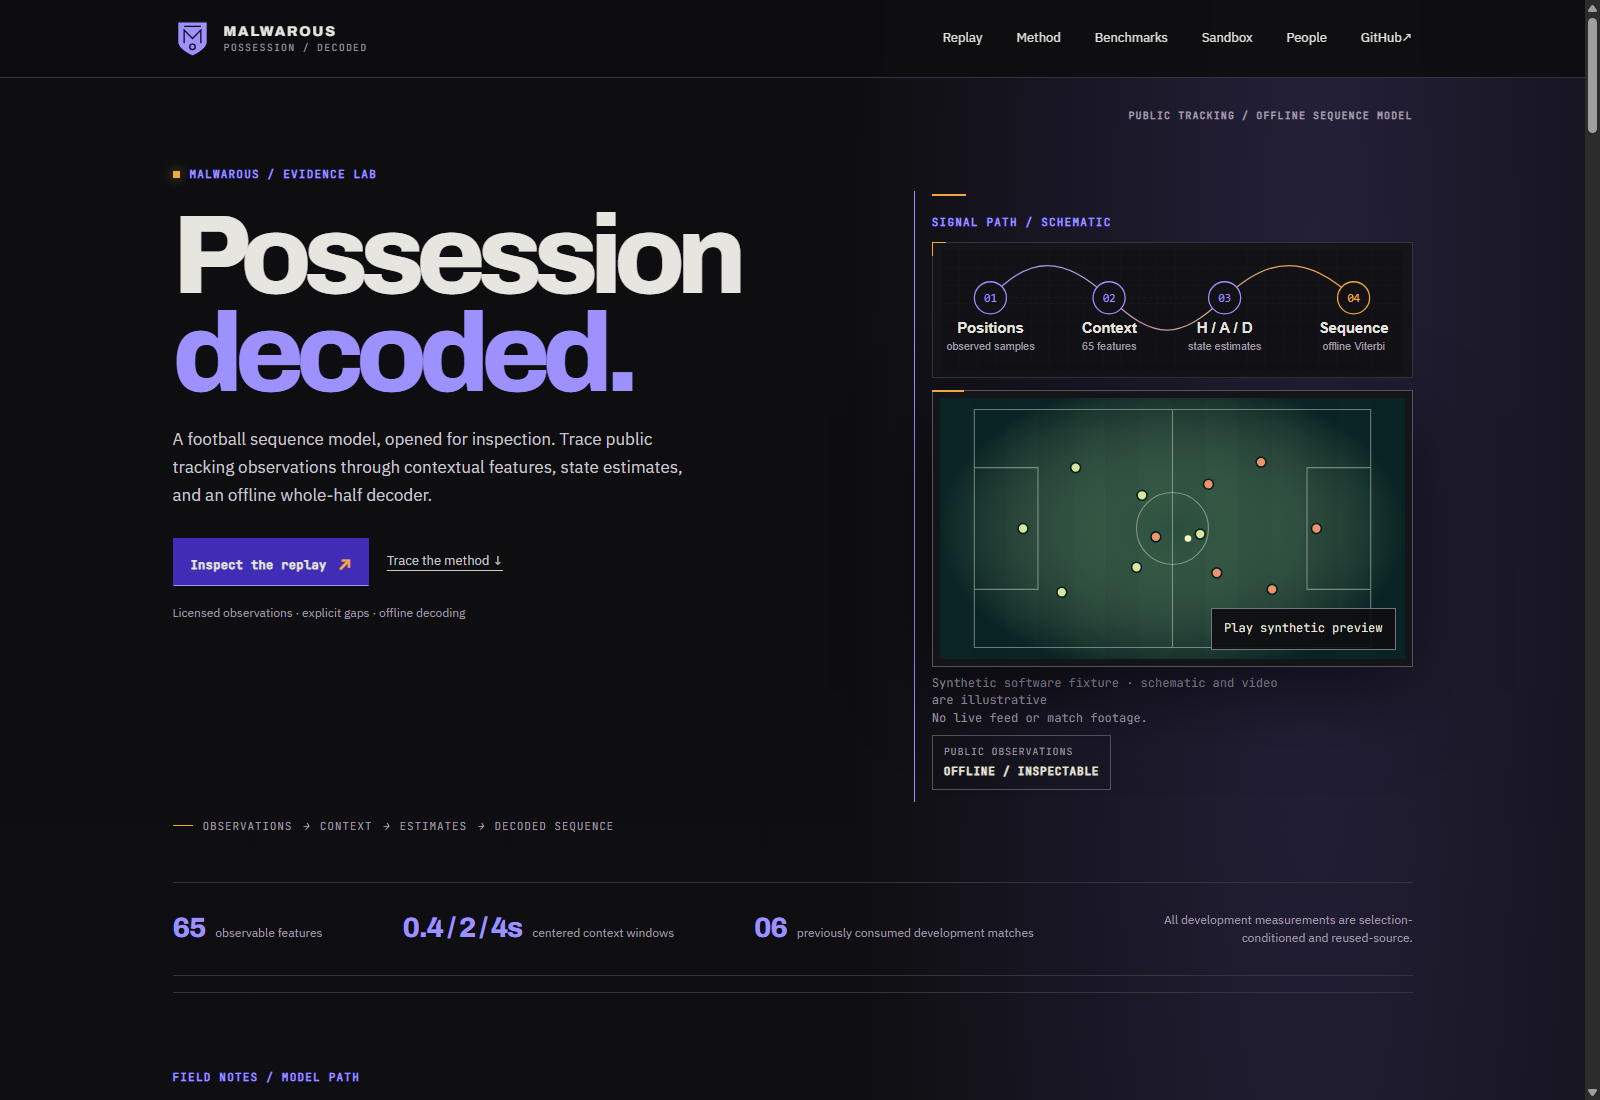 MALWAROUS
POSSESSION / DECODED
Replay
Method
Benchmarks
Sandbox
People
GitHub↗
PUBLIC TRACKING / OFFLINE SEQUENCE MODEL
MALWAROUS / EVIDENCE LAB
Possession
decoded.
A football sequence model, opened for inspection. Trace public
tracking observations through contextual features, state estimates,
and an offline whole-half decoder.
Inspect the replay ↗
Trace the method ↓
Licensed observations · explicit gaps · offline decoding
SIGNAL PATH / SCHEMATIC
01
02
03
04
Positions
Context
H / A / D
Sequence
observed samples
65 features
state estimates
offline Viterbi
Play synthetic preview
Synthetic software fixture · schematic and video
are illustrative
No live feed or match footage.
PUBLIC OBSERVATIONS
OFFLINE / INSPECTABLE
OBSERVATIONS → CONTEXT → ESTIMATES → DECODED SEQUENCE
65 observable features
0.4 / 2 / 4s centered context windows
06 previously consumed development matches
All development measurements are selection-
conditioned and reused-source.
FIELD NOTES / MODEL PATH